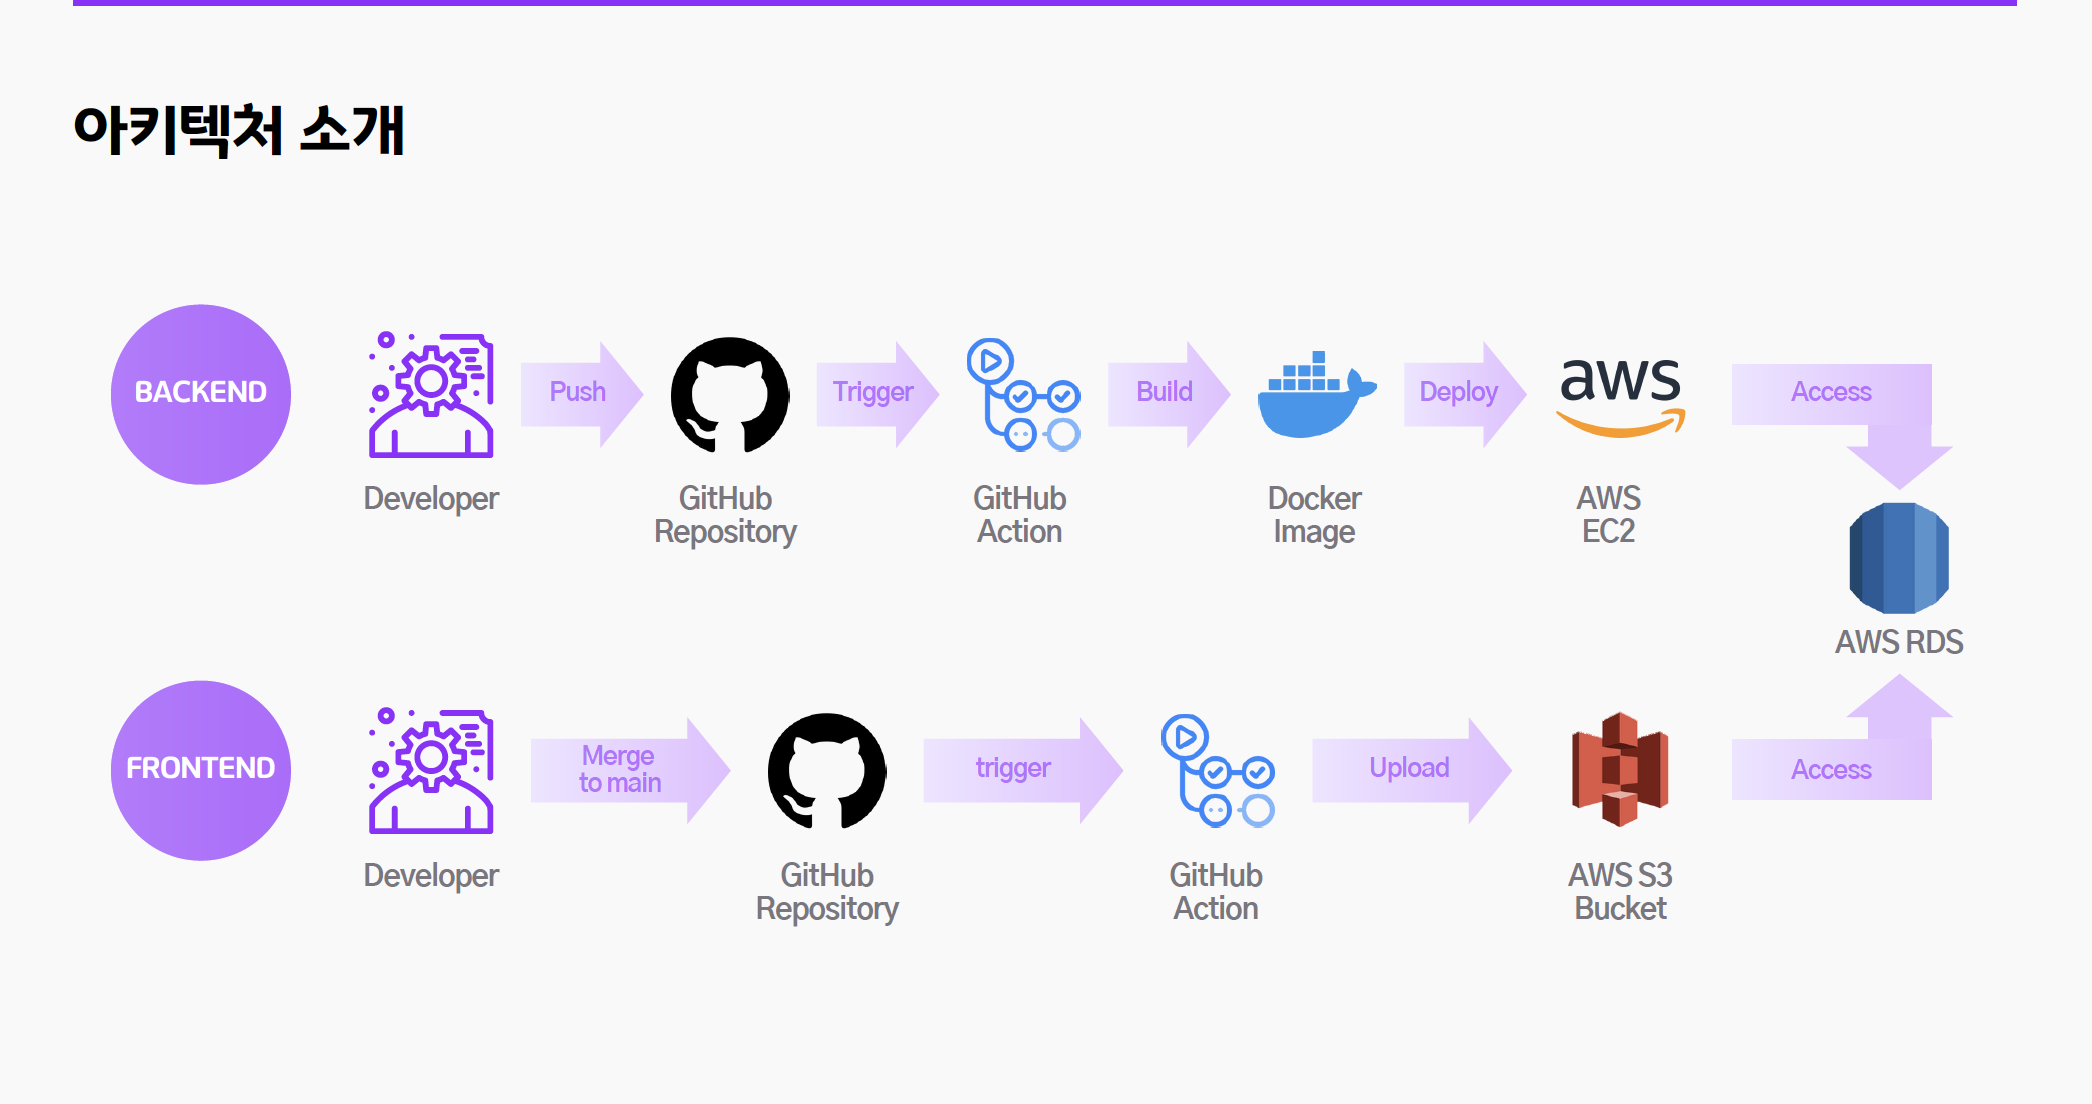 아키텍처 소개
BACKEND
Push
Trigger
Build
Deploy
aws
Access
Developer
GitHub
Repository
GitHub
Action
Docker
Image
AWS
EC2
AWS RDS
FRONTEND
Merge
to main
trigger
Upload
Access
Developer
GitHub
Repository
GitHub
Action
AWS S3
Bucket